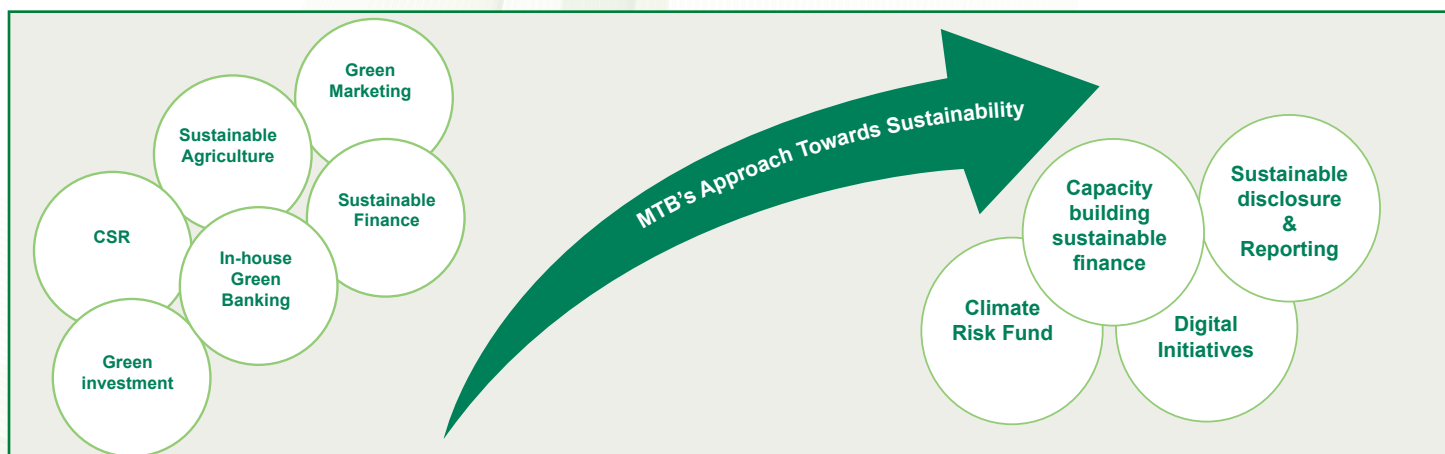 Green
Marketing
Sustainable
Agriculture
Sustainable
Finance
CSR
In-house
Green
Banking
Green
investment
MTB's Approach Towards Sustainability
Capacity
building
sustainable
finance
Sustainable
disclosure
&
Reporting
Climate
Risk Fund
Digital
Initiatives